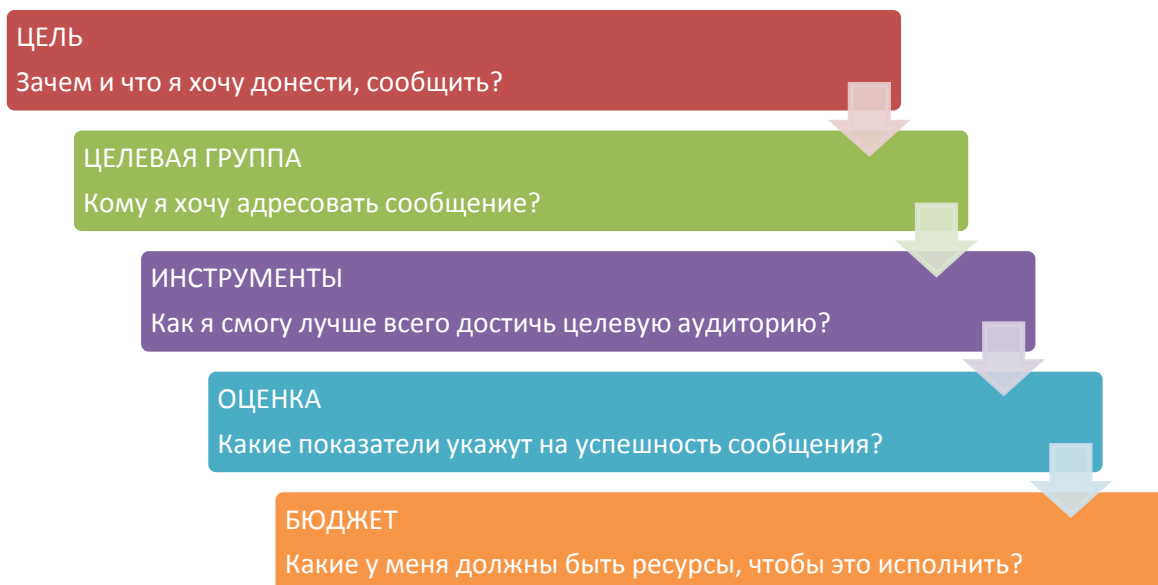 ЦЕЛЬ
Зачем и что я хочу донести, сообщить?
ЦЕЛЕВАЯ ГРУППА
Кому я хочу адресовать сообщение?
ИНСТРУМЕНТЫ
Как я смогу лучше всего достичь целевую аудиторию?
ОЦЕНКА
Какие показатели укажут на успешность сообщения?
БЮДЖЕТ
Какие у меня должны быть ресурсы, чтобы это исполнить?